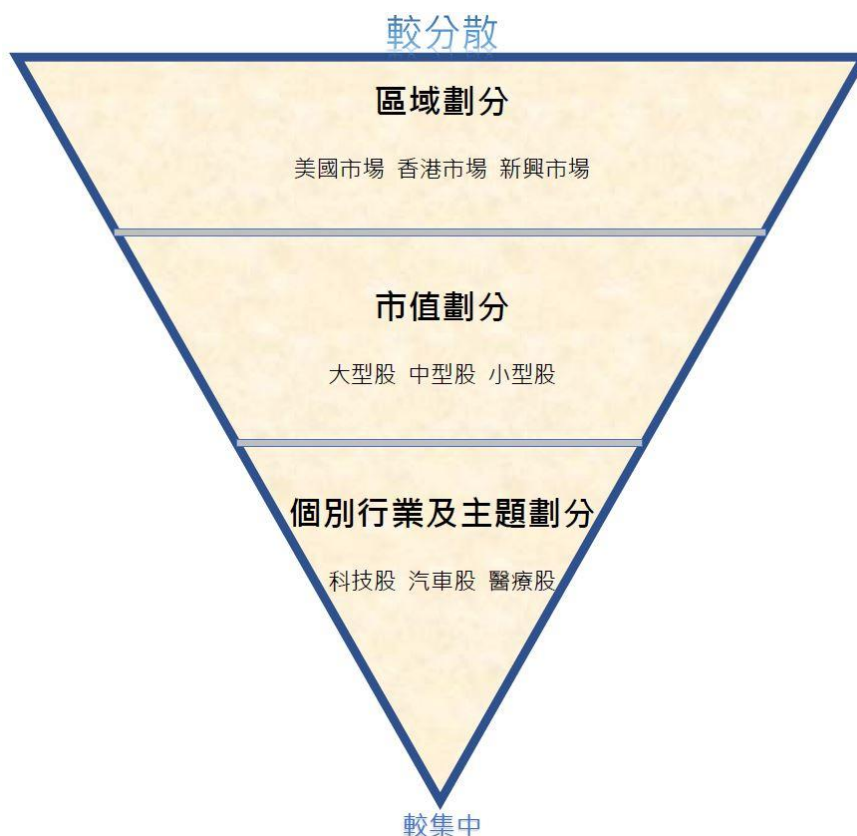 較分散
區域劃分
美國市場 香港市場 新興市場
市值劃分
大型股 中型股 小型股
個別行業及主題劃分
科技股 汽車股 醫療股
較集中